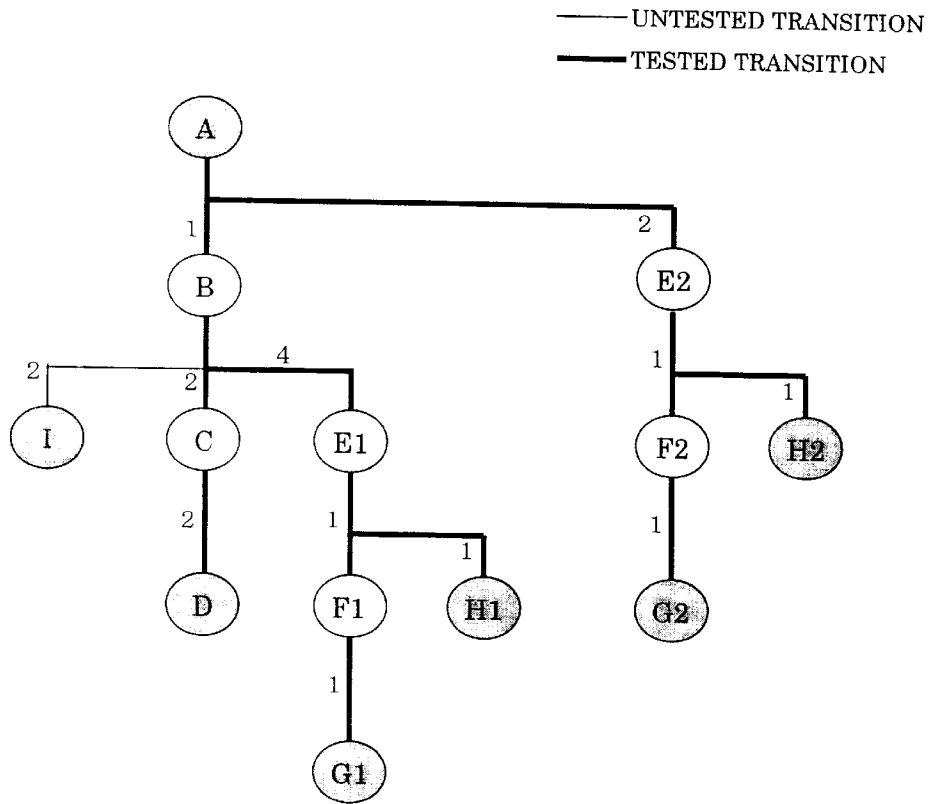 UNTESTED TRANSITION
TESTED TRANSITION
A
1
2
B
E2
2
2
4
1
1
I
C
E1
F2
H2
2
1
1
1
D
F1
H1
G2
1
G1